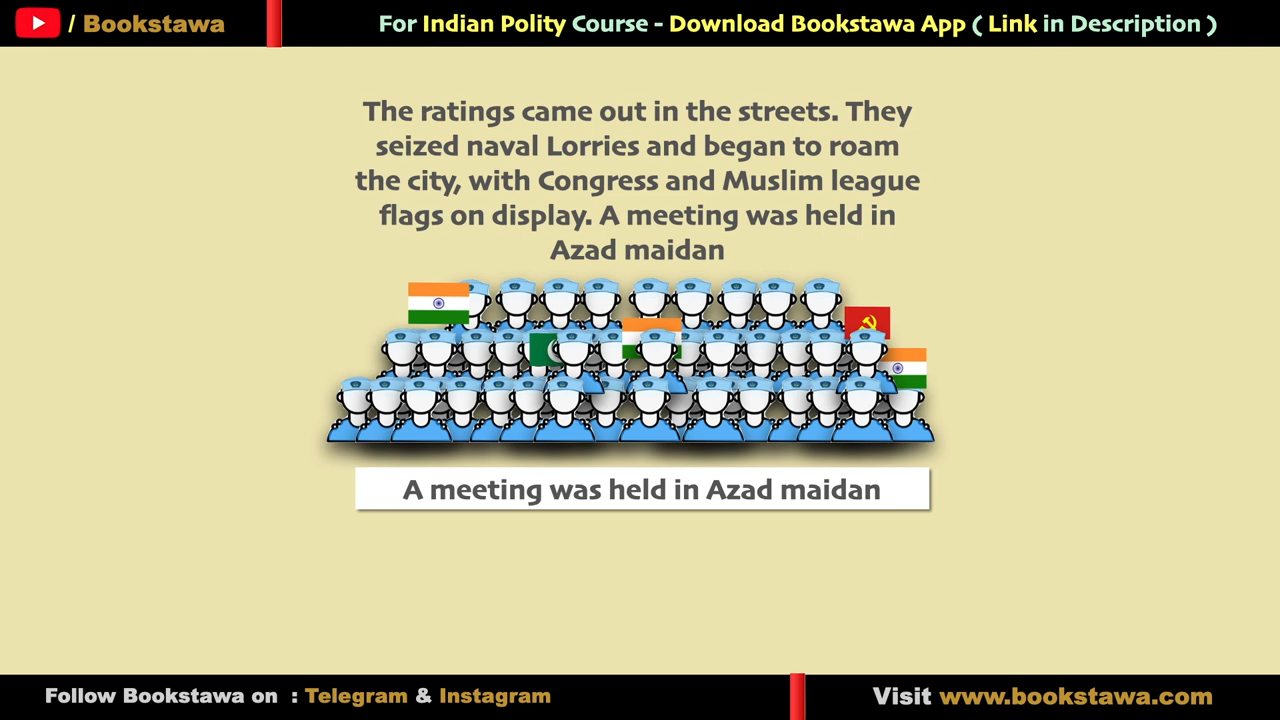 / Bookstawa
For Indian Polity Course - Download Bookstawa App ( Link in Description )
The ratings came out in the streets. They
seized naval Lorries and began to roam
the city, with Congress and Muslim league
flags on display. A meeting was held in
Azad maidan
A meeting was held in Azad maidan
Follow Bookstawa on : Telegram & Instagram
Visit www.bookstawa.com